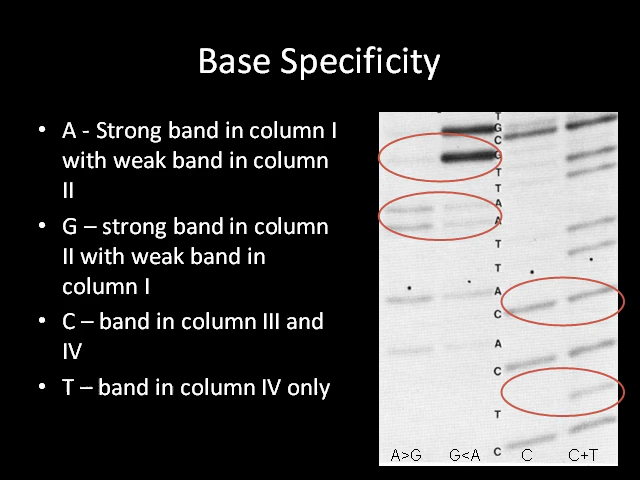 Base Specificity
• A - Strong band in column I
with weak band in column
II
• G – strong band in column
II with weak band in
column I
• C – band in column III and
IV
• T – band in column IV only
T
G
C
G
T
T
A
A
T
T
A
C
A
C
T
C
A>G G<A C C+T